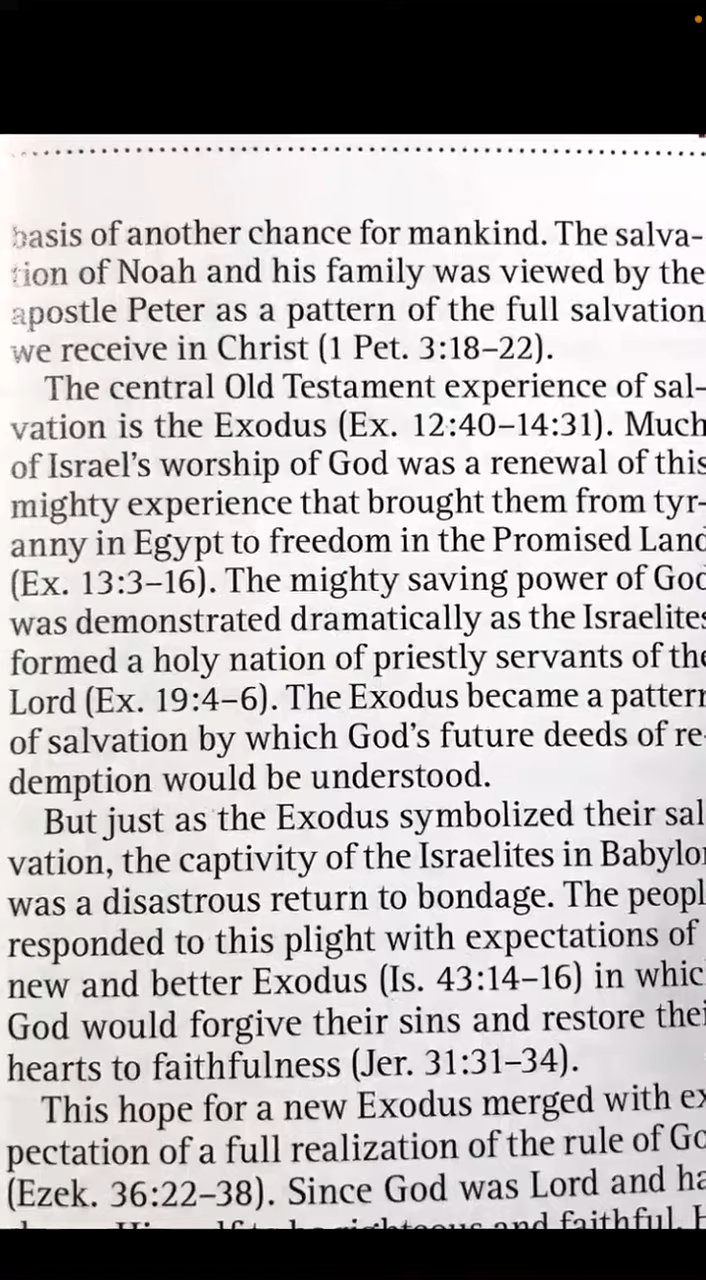 basis of another chance for mankind. The salva-
tion of Noah and his family was viewed by the
apostle Peter as a pattern of the full salvation
we receive in Christ (1 Pet. 3:18–22).
The central Old Testament experience of sal-
vation is the Exodus (Ex. 12:40–14:31). Much
of Israel's worship of God was a renewal of this
mighty experience that brought them from tyr-
anny in Egypt to freedom in the Promised Land
(Ex. 13:3–16). The mighty saving power of God
was demonstrated dramatically as the Israelites
formed a holy nation of priestly servants of the
Lord (Ex. 19:4–6). The Exodus became a pattern
of salvation by which God's future deeds of re-
demption would be understood.
But just as the Exodus symbolized their sal
vation, the captivity of the Israelites in Babylon
was a disastrous return to bondage. The peopl
responded to this plight with expectations of
new and better Exodus (Is. 43:14–16) in whic
God would forgive their sins and restore thei
hearts to faithfulness (Jer. 31:31–34).
This hope for a new Exodus merged with ex
pectation of a full realization of the rule of Go
(Ezek. 36:22–38). Since God was Lord and ha
to be righteous and faithful. H